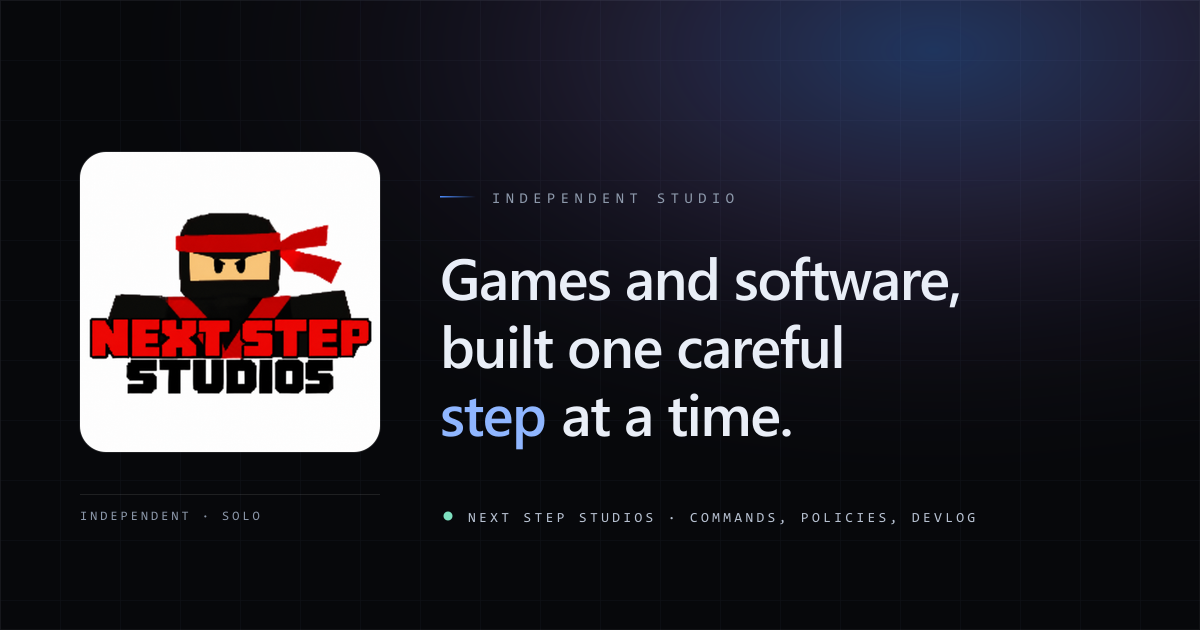 NEXT STEP
STUDIOS
INDEPENDENT · SOLO
INDEPENDENT STUDIO
Games and software,
built one careful
step at a time.
NEXT STEP STUDIOS · COMMANDS, POLICIES, DEVLOG